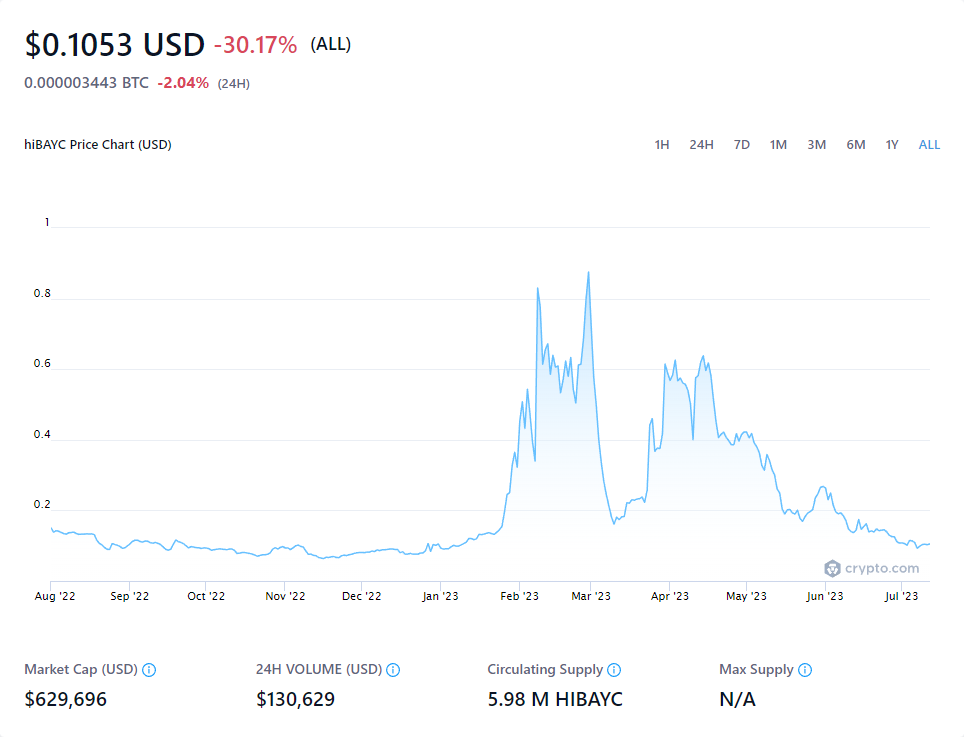 $0.1053 USD -30.17% (ALL)
0.000003443 BTC -2.04% (24H)
hiBAYC Price Chart (USD) 1H 24H 7D 1M 3M 6M 1Y ALL
1
0.8
0.6
0.4
0.2
crypto.com
Aug '22 Sep '22 Oct '22 Nov '22 Dec '22 Jan '23 Feb '23 Mar '23 Apr '23 May '23 Jun '23 Jul '23
Market Cap (USD) 24H VOLUME (USD) Circulating Supply Max Supply
$629,696 $130,629 5.98 M HIBAYC N/A